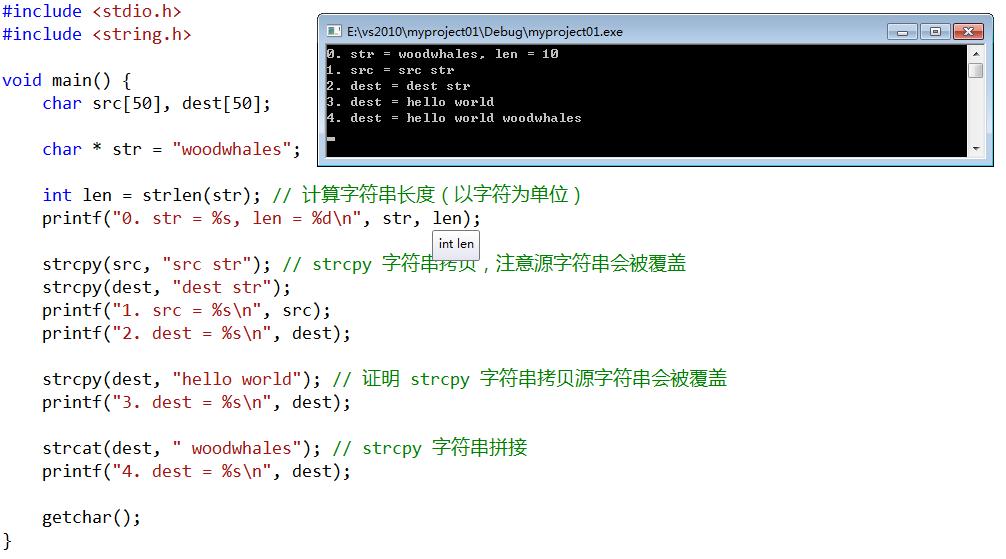 #include <stdio.h>
#include <string.h>
void main() {
char src[50], dest[50];
char * str = "woodwhales";
int len = strlen(str); // 计算字符串长度（以字符为单位）
printf("0. str = %s, len = %d\n", str, len);
int len
strcpy(src, "src str"); // strcpy 字符串拷贝，注意源字符串会被覆盖
strcpy(dest, "dest str");
printf("1. src = %s\n", src);
printf("2. dest = %s\n", dest);
strcpy(dest, "hello world"); // 证明 strcpy 字符串拷贝源字符串会被覆盖
printf("3. dest = %s\n", dest);
strcat(dest, " woodwhales"); // strcpy 字符串拼接
printf("4. dest = %s\n", dest);
getchar();
}
E:\vs2010\myproject01\Debug\myproject01.exe
0. str = woodwhales, len = 10
1. src = src str
2. dest = dest str
3. dest = hello world
4. dest = hello world woodwhales